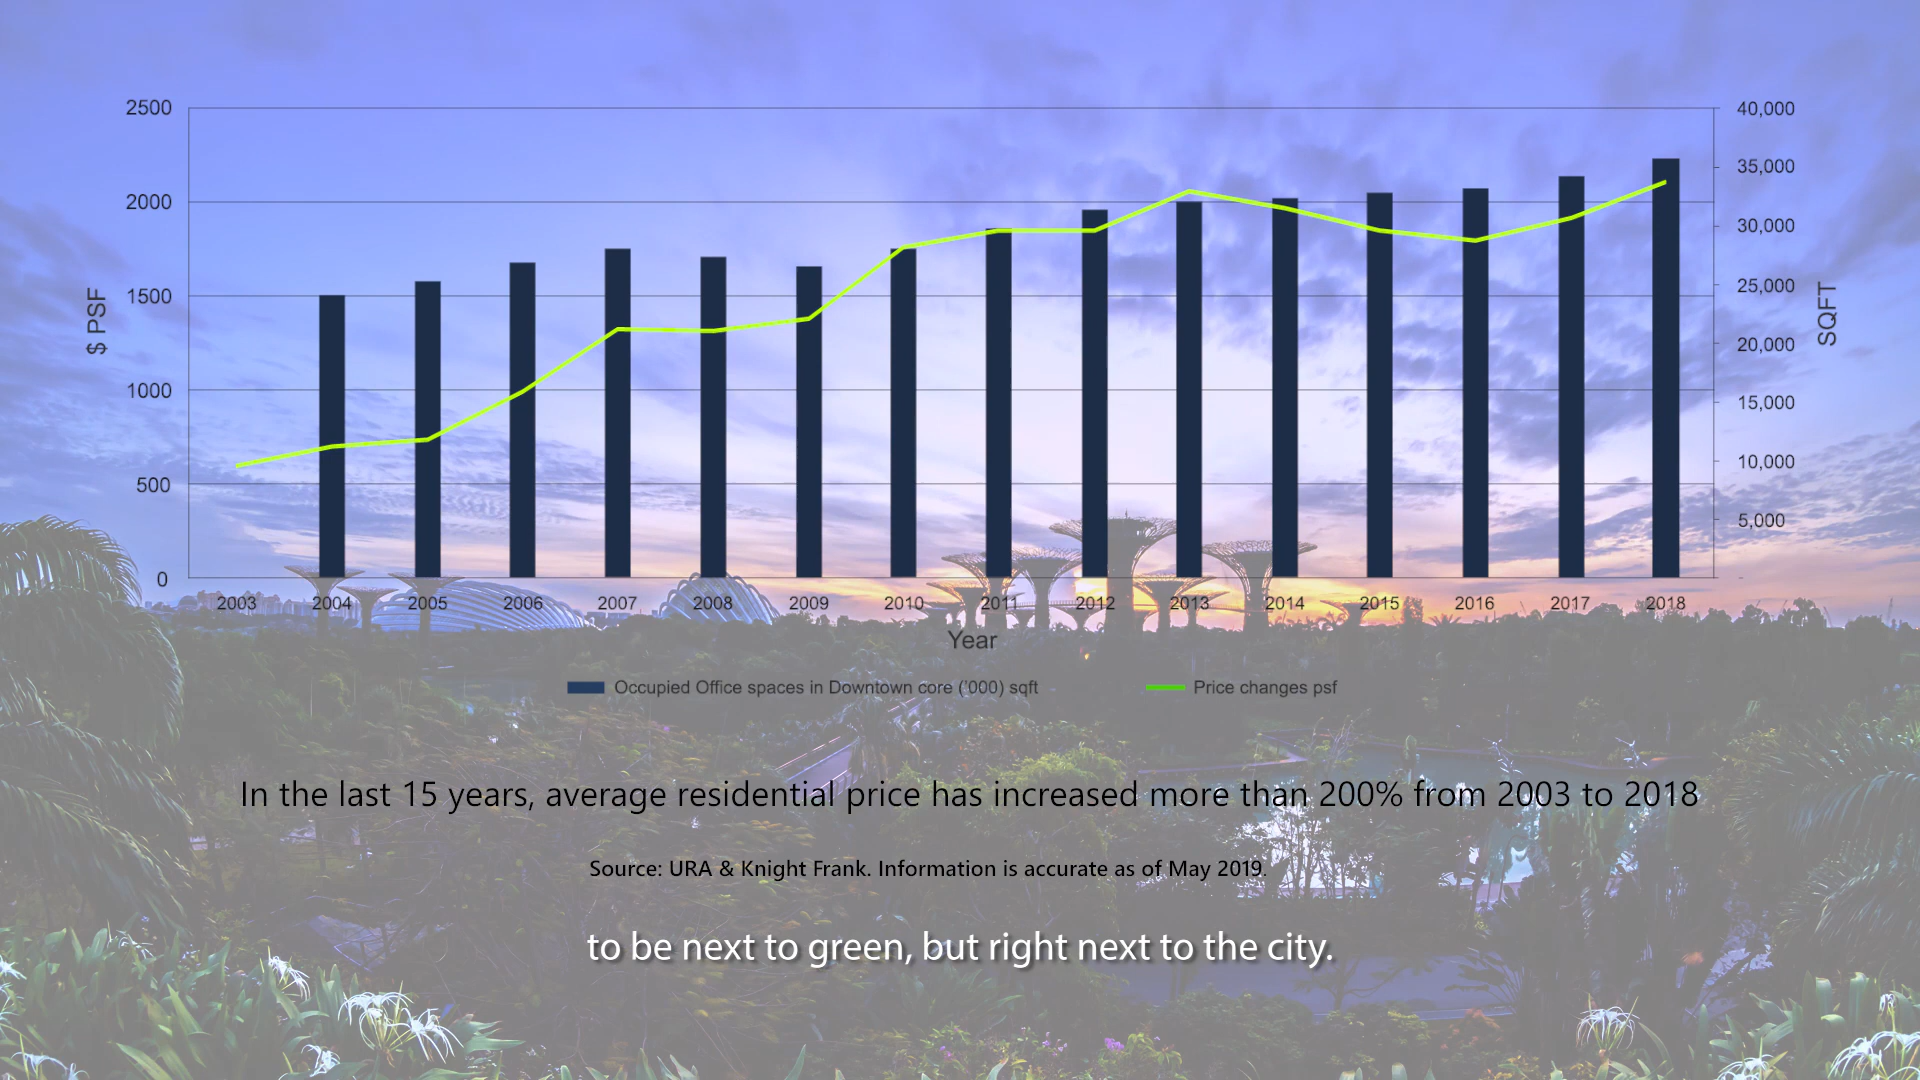 2500
2000
1500
1000
500
0
$ PSF
40,000
35,000
30,000
25,000
20,000
15,000
10,000
5,000
-
SQFT
2003 2004 2005 2006 2007 2008 2009 2010 2011 2012 2013 2014 2015 2016 2017 2018
Year
Occupied Office spaces in Downtown core ('000) sqft Price changes psf
In the last 15 years, average residential price has increased more than 200% from 2003 to 2018
Source: URA & Knight Frank. Information is accurate as of May 2019.
to be next to green, but right next to the city.